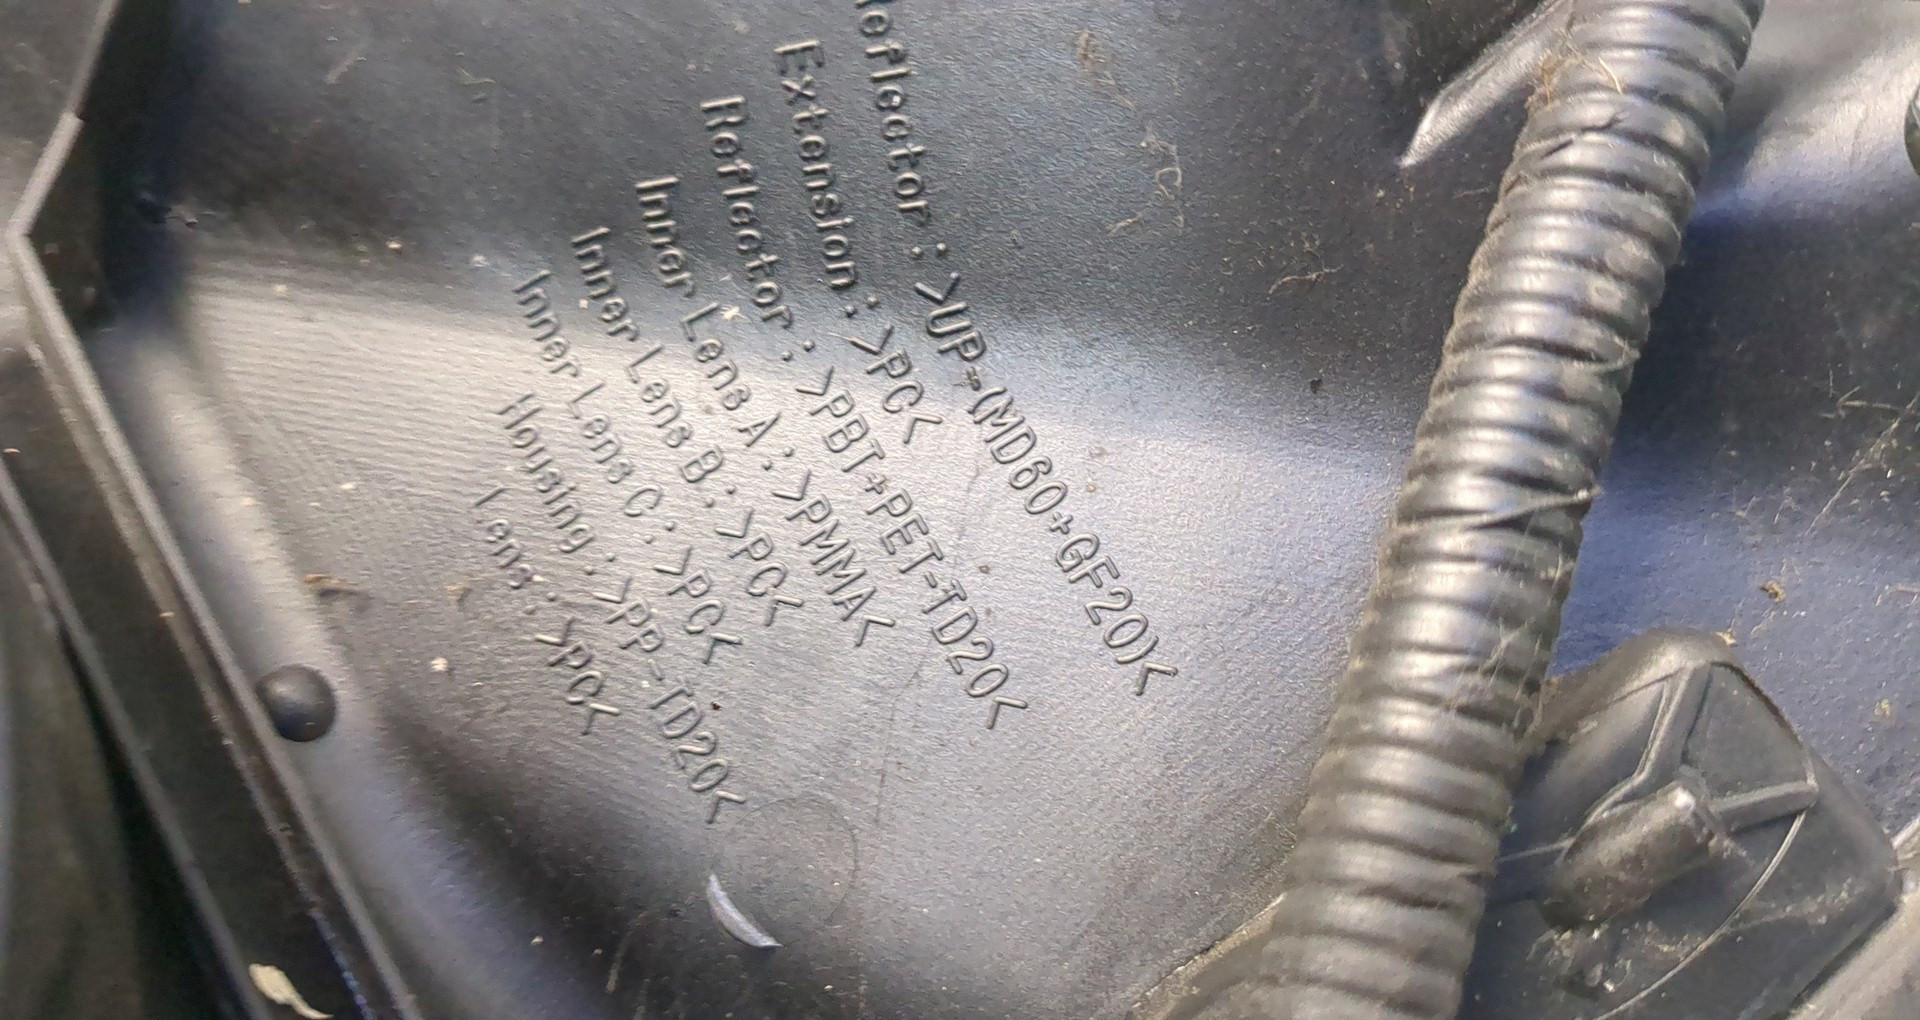 Reflector : >UP-(MD60+GF20)<
Extension : >PC<
Reflector : >PBT+PET-TD20<
Inner Lens A : >PMMA<
Inner Lens B : >PC<
Inner Lens C : >PC<
Housing : >PP-TD20<
Lens : >PC<